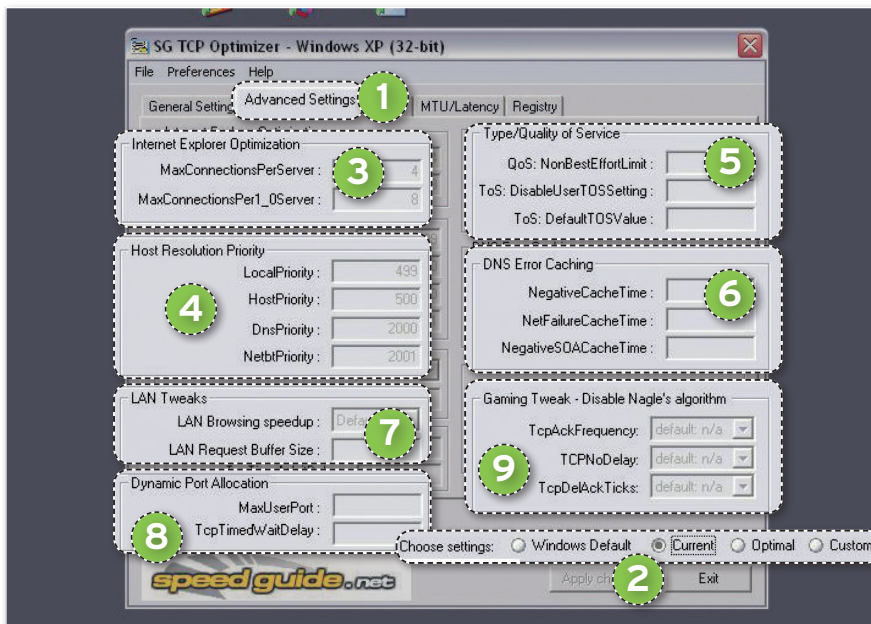 SG TCP Optimizer - Windows XP (32-bit)
File Preferences Help
General Setting
Advanced Settings
1
MTU/Latency
Registry
Internet Explorer Optimization
MaxConnectionsPerServer :
3
4
MaxConnectionsPer1_0Server :
8
Type/Quality of Service
QoS: NonBestEffortLimit :
5
ToS: DisableUserTOSSetting :
ToS: DefaultTOSValue :
Host Resolution Priority
LocalPriority :
499
4
HostPriority :
500
DnsPriority :
2000
NetbtPriority :
2001
DNS Error Caching
NegativeCacheTime :
6
NetFailureCacheTime :
NegativeSOACacheTime :
LAN Tweaks
LAN Browsing speedup :
7
LAN Request Buffer Size :
Gaming Tweak - Disable Nagle's algorithm
TcpAckFrequency:
default: n/a
9
TCPNoDelay:
default: n/a
TcpDelAckTicks:
default: n/a
Dynamic Port Allocation
MaxUserPort :
8
TcpTimedWaitDelay :
Choose settings: Windows Default Current Optimal Custom
speedguide.net
Apply
2
Exit